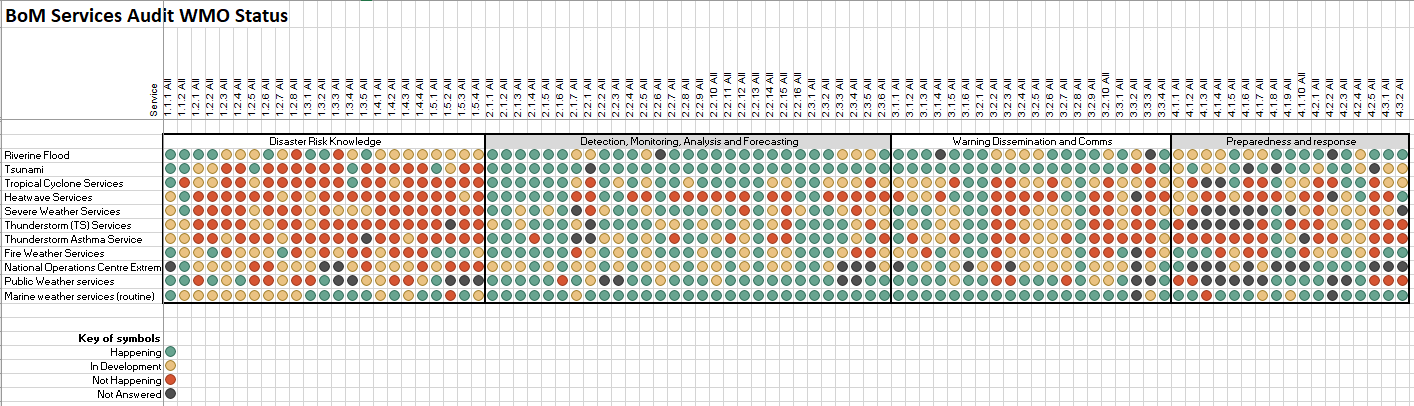 BoM Services Audit WMO Status
Service
1.1.1 All
1.1.2 All
1.2.1 All
1.2.2 All
1.2.3 All
1.2.4 All
1.2.5 All
1.2.6 All
1.2.7 All
1.2.8 All
1.3.1 All
1.3.2 All
1.3.3 All
1.3.4 All
1.3.5 All
1.4.1 All
1.4.2 All
1.4.3 All
1.4.4 All
1.5.1 All
1.5.2 All
1.5.3 All
1.5.4 All
2.1.1 All
2.1.2 All
2.1.3 All
2.1.4 All
2.1.5 All
2.1.6 All
2.1.7 All
2.2.1 All
2.2.2 All
2.2.3 All
2.2.4 All
2.2.5 All
2.2.6 All
2.2.7 All
2.2.8 All
2.2.9 All
2.2.10 All
2.2.11 All
2.2.12 All
2.2.13 All
2.2.14 All
2.2.15 All
2.2.16 All
2.3.1 All
2.3.2 All
2.3.3 All
2.3.4 All
2.3.5 All
2.3.6 All
3.1.1 All
3.1.2 All
3.1.3 All
3.1.4 All
3.1.5 All
3.1.6 All
3.2.1 All
3.2.2 All
3.2.3 All
3.2.4 All
3.2.5 All
3.2.6 All
3.2.7 All
3.2.8 All
3.2.9 All
3.2.10 All
3.3.1 All
3.3.2 All
3.3.3 All
3.3.4 All
4.1.1 All
4.1.2 All
4.1.3 All
4.1.4 All
4.1.5 All
4.1.6 All
4.1.7 All
4.1.8 All
4.1.9 All
4.1.10 All
4.2.1 All
4.2.2 All
4.2.3 All
4.2.4 All
4.2.5 All
4.3.1 All
4.3.2 All
Disaster Risk Knowledge
Detection, Monitoring, Analysis and Forecasting
Warning Dissemination and Comms
Preparedness and response
Riverine Flood
Tsunami
Tropical Cyclone Services
Heatwave Services
Severe Weather Services
Thunderstorm (TS) Services
Thunderstorm Asthma Service
Fire Weather Services
National Operations Centre Extrem
Public Weather services
Marine weather services (routine)
Key of symbols
Happening
In Development
Not Happening
Not Answered